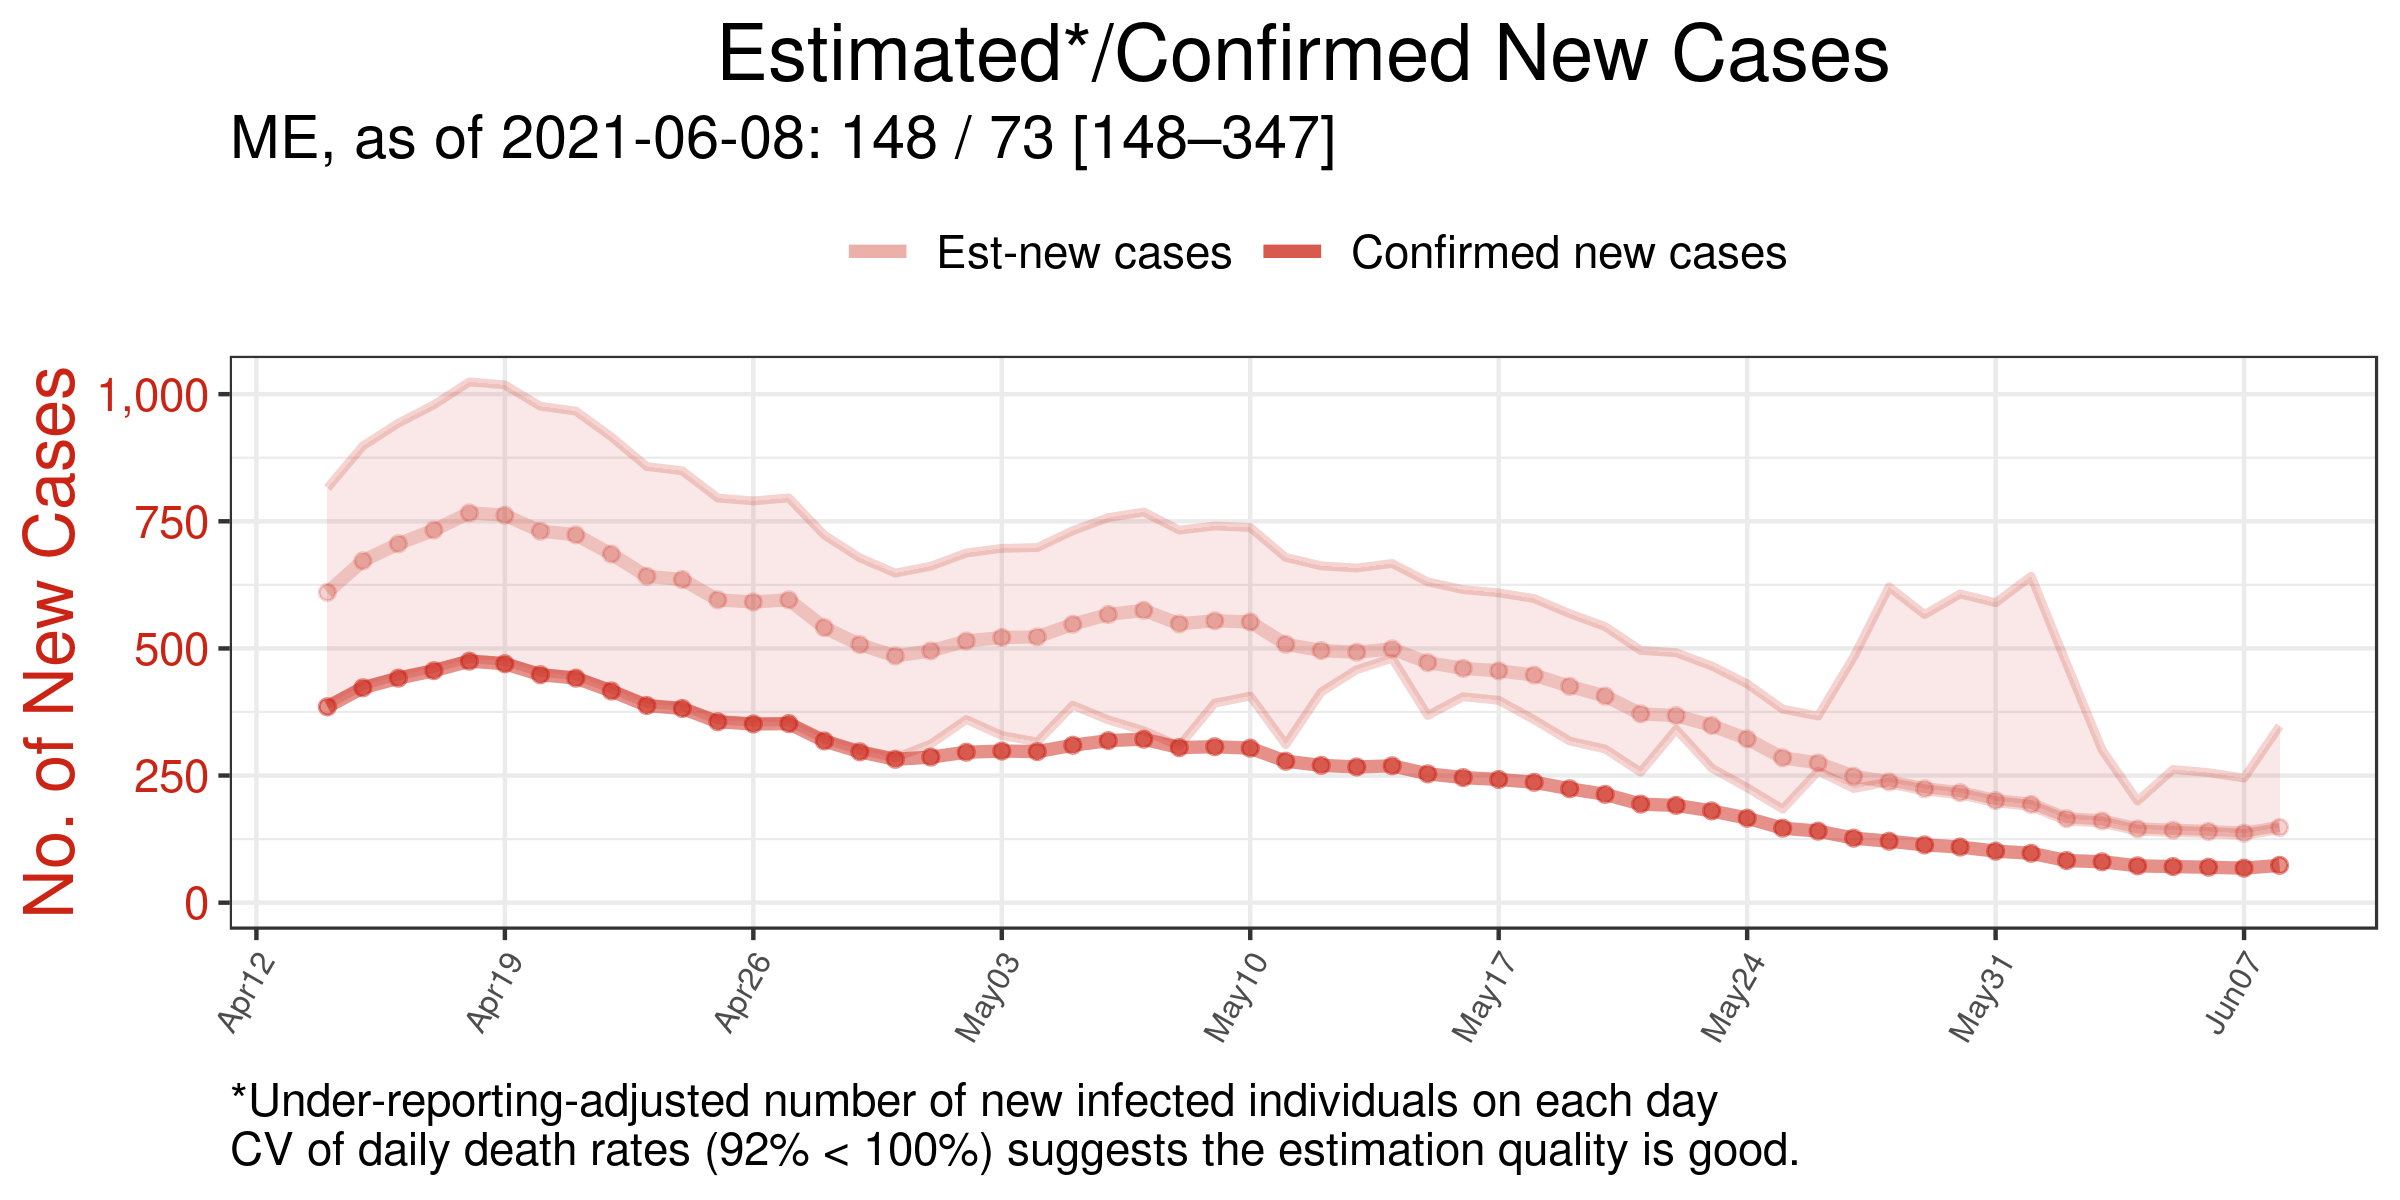 Estimated*/Confirmed New Cases
ME, as of 2021-06-08: 148 / 73 [148–347]
Est-new cases
Confirmed new cases
No. of New Cases
1,000
750
500
250
0
Apr12
Apr19
Apr26
May03
May10
May17
May24
May31
Jun07
*Under-reporting-adjusted number of new infected individuals on each day
CV of daily death rates (92% < 100%) suggests the estimation quality is good.